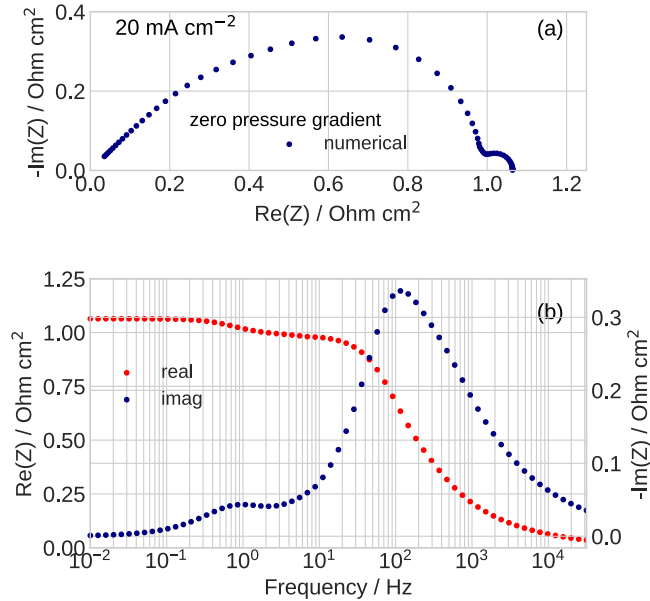 20 mA cm⁻²
(a)
-Im(Z) / Ohm cm²
0.4
0.2
0.0
zero pressure gradient
numerical
0.0 0.2 0.4 0.6 0.8 1.0 1.2
Re(Z) / Ohm cm²
(b)
Re(Z) / Ohm cm²
1.25
1.00
0.75
0.50
0.25
0.00
real
imag
0.3
0.2
0.1
0.0
-Im(Z) / Ohm cm²
10⁻² 10⁻¹ 10⁰ 10¹ 10² 10³ 10⁴
Frequency / Hz